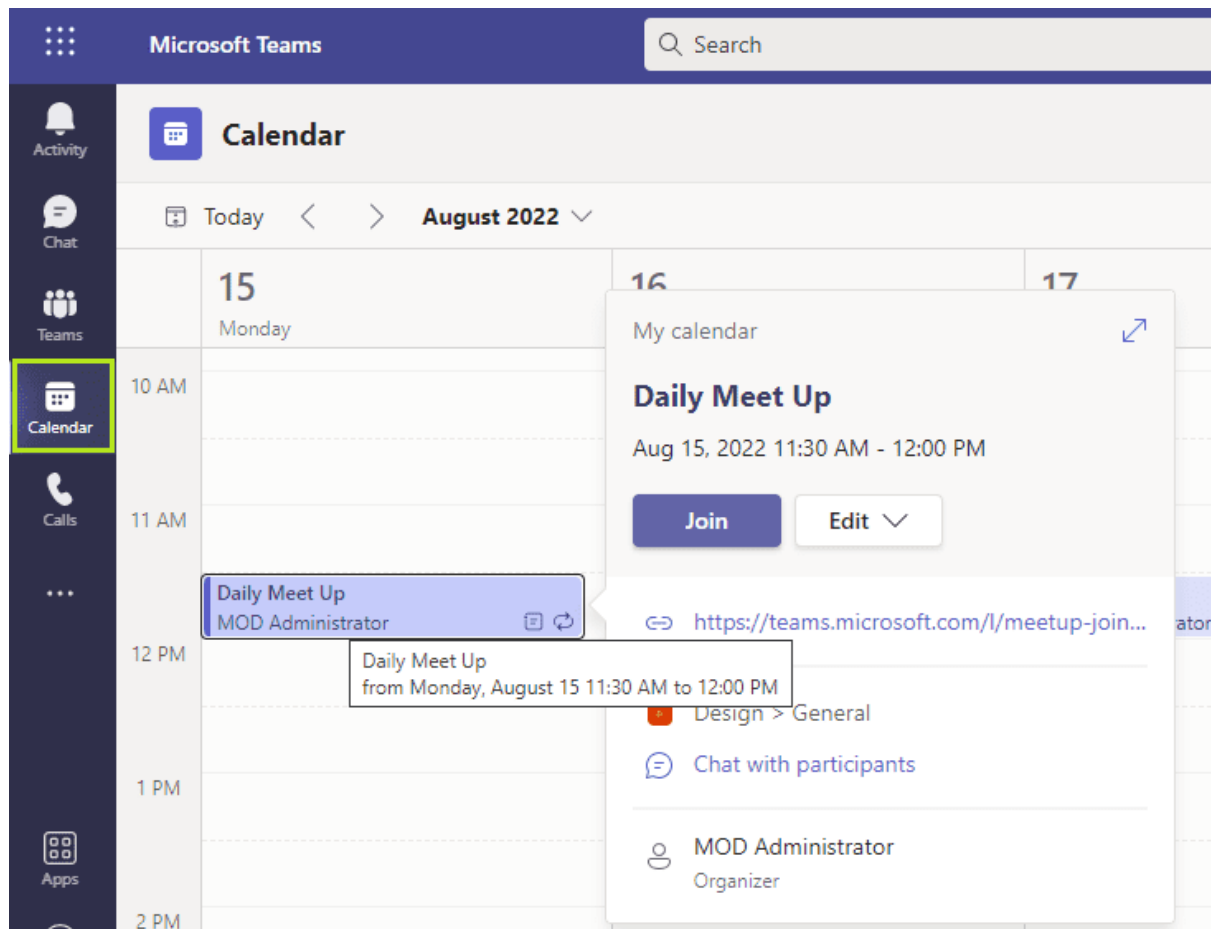 Microsoft Teams
Search
Activity
Chat
Teams
Calendar
Calls
...
Apps
Calendar
Today
August 2022
15
Monday
16
17
10 AM
11 AM
12 PM
1 PM
2 PM
Daily Meet Up
MOD Administrator
Daily Meet Up
from Monday, August 15 11:30 AM to 12:00 PM
My calendar
Daily Meet Up
Aug 15, 2022 11:30 AM - 12:00 PM
Join
Edit
https://teams.microsoft.com/l/meetup-join...
Design > General
Chat with participants
MOD Administrator
Organizer